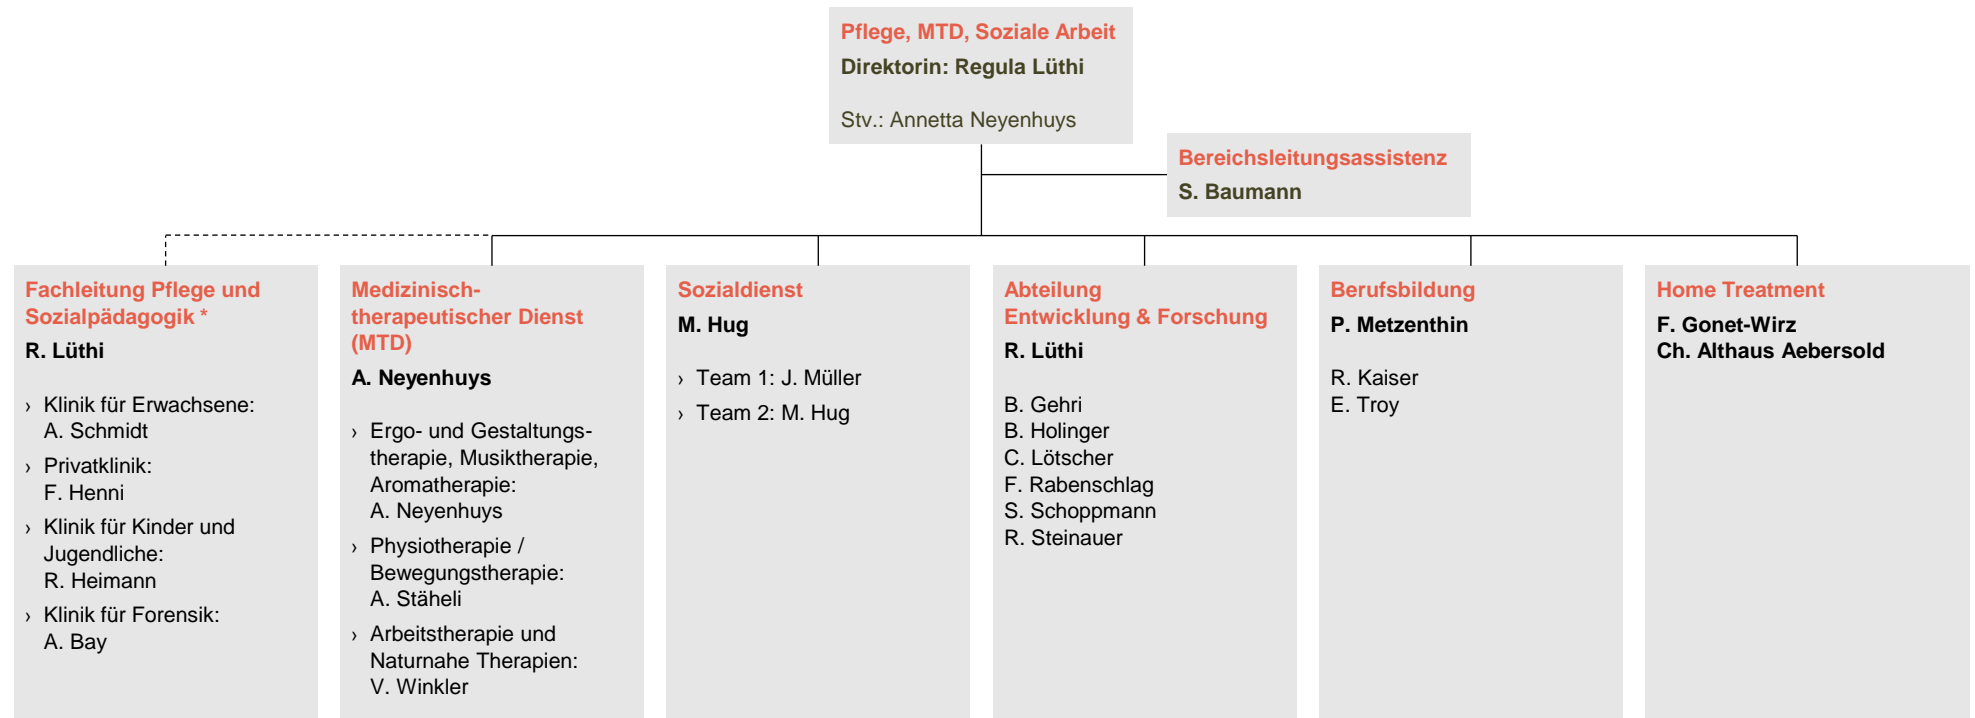 Pflege, MTD, Soziale Arbeit
Direktorin: Regula Lüthi
Stv.: Annetta Neyenhuys
Bereichsleitungsassistenz
S. Baumann
Fachleitung Pflege und
Sozialpädagogik *
R. Lüthi
› Klinik für Erwachsene:
A. Schmidt
› Privatklinik:
F. Henni
› Klinik für Kinder und
Jugendliche:
R. Heimann
› Klinik für Forensik:
A. Bay
Medizinisch-
therapeutischer Dienst
(MTD)
A. Neyenhuys
› Ergo- und Gestaltungs-
therapie, Musiktherapie,
Aromatherapie:
A. Neyenhuys
› Physiotherapie /
Bewegungstherapie:
A. Stäheli
› Arbeitstherapie und
Naturnahe Therapien:
V. Winkler
Sozialdienst
M. Hug
› Team 1: J. Müller
› Team 2: M. Hug
Abteilung
Entwicklung & Forschung
R. Lüthi
B. Gehri
B. Holinger
C. Lötscher
F. Rabenschlag
S. Schoppmann
R. Steinauer
Berufsbildung
P. Metzenthin
R. Kaiser
E. Troy
Home Treatment
F. Gonet-Wirz
Ch. Althaus Aebersold